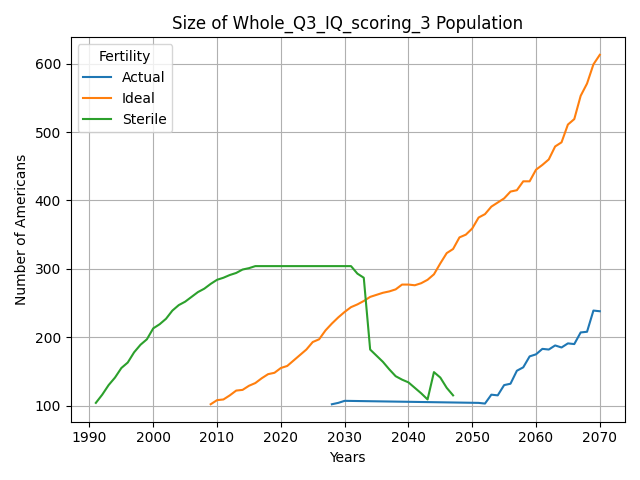 Size of Whole_Q3_IQ_scoring_3 Population
Fertility
Actual
Ideal
Sterile
Number of Americans
600
500
400
300
200
100
1990 2000 2010 2020 2030 2040 2050 2060 2070
Years